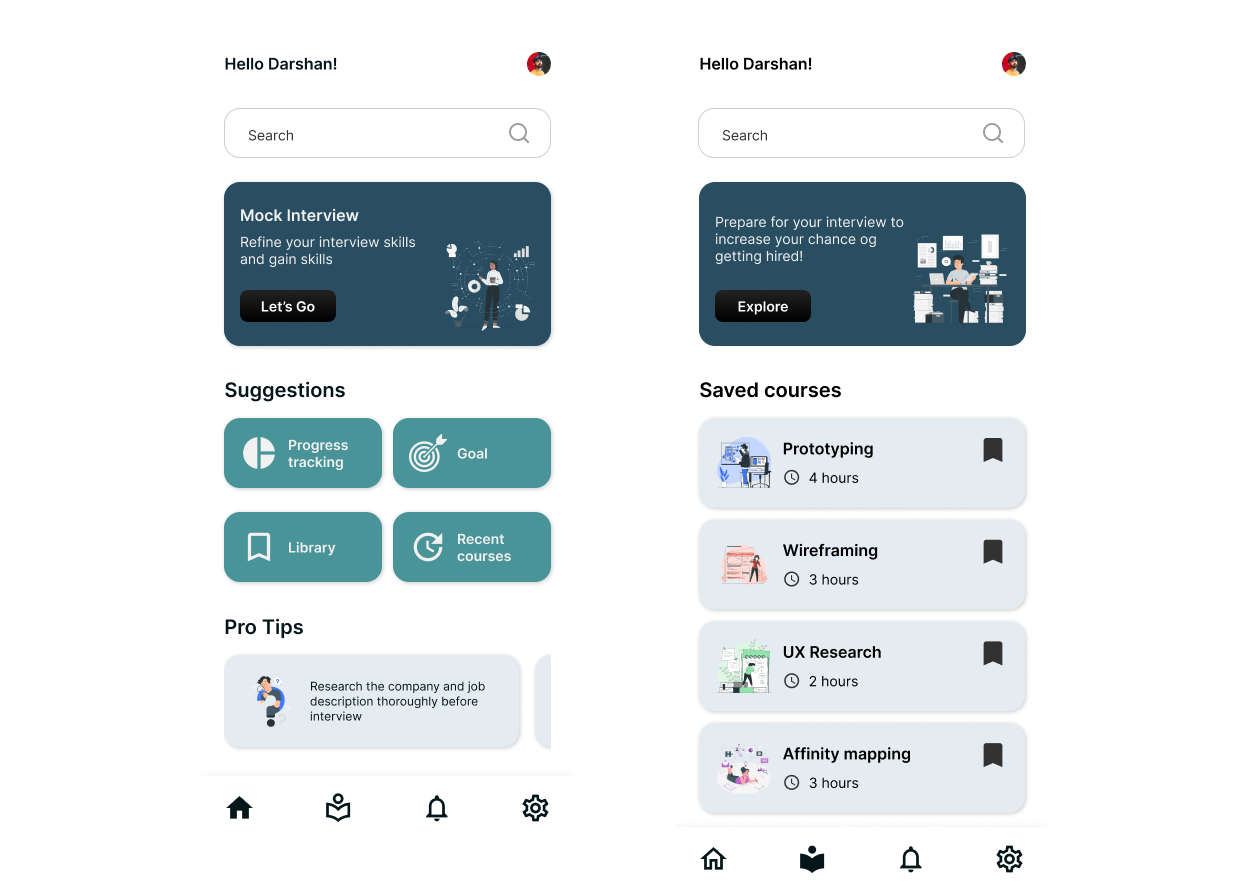 Hello Darshan!
Search
Mock Interview
Refine your interview skills
and gain skills
Let's Go
Suggestions
Progress
tracking
Goal
Library
Recent
courses
Pro Tips
Research the company and job
description thoroughly before
interview
Hello Darshan!
Search
Prepare for your interview to
increase your chance og
getting hired!
Explore
Saved courses
Prototyping
4 hours
Wireframing
3 hours
UX Research
2 hours
Affinity mapping
3 hours